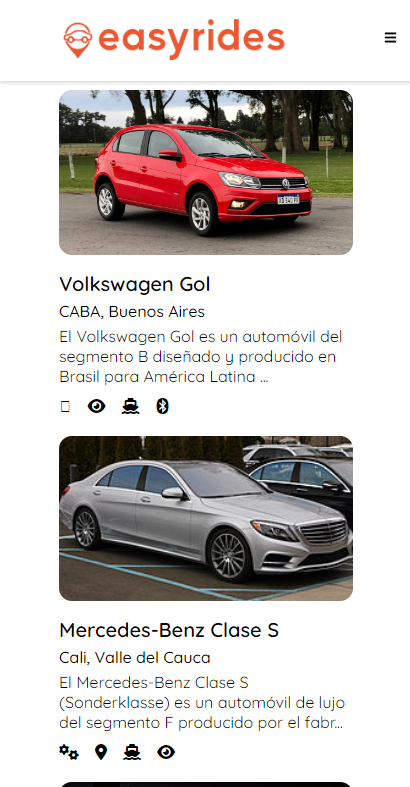 easyrides
Volkswagen Gol
CABA, Buenos Aires
El Volkswagen Gol es un automóvil del
segmento B diseñado y producido en
Brasil para América Latina ...
Mercedes-Benz Clase S
Cali, Valle del Cauca
El Mercedes-Benz Clase S
(Sonderklasse) es un automóvil de lujo
del segmento F producido por el fabr...